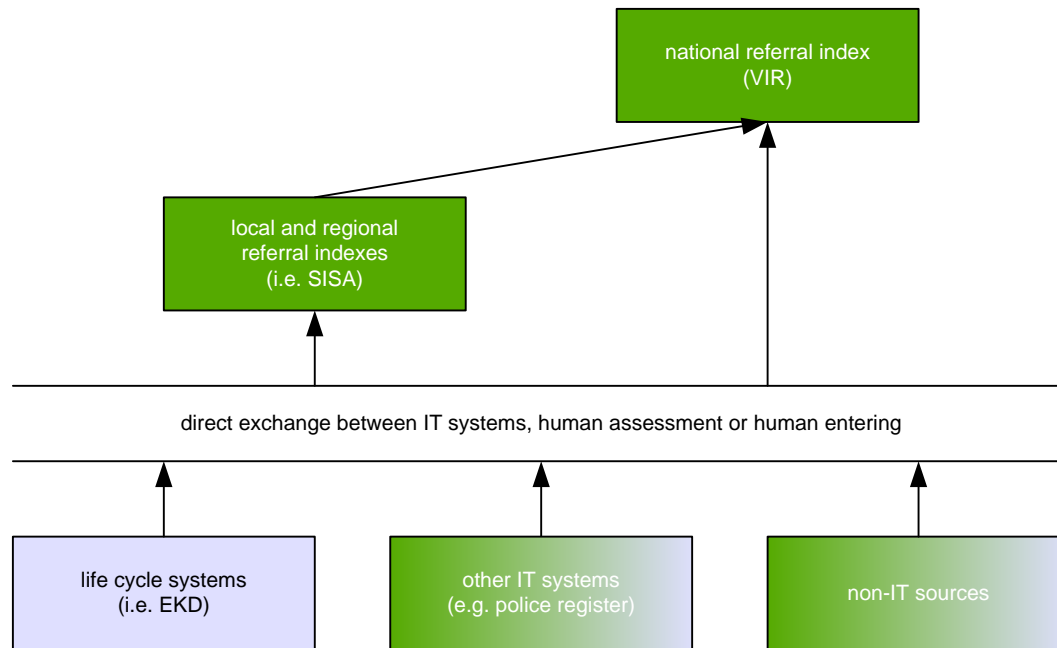 national referral index
(VIR)
local and regional
referral indexes
(i.e. SISA)
direct exchange between IT systems, human assessment or human entering
life cycle systems
(i.e. EKD)
other IT systems
(e.g. police register)
non-IT sources